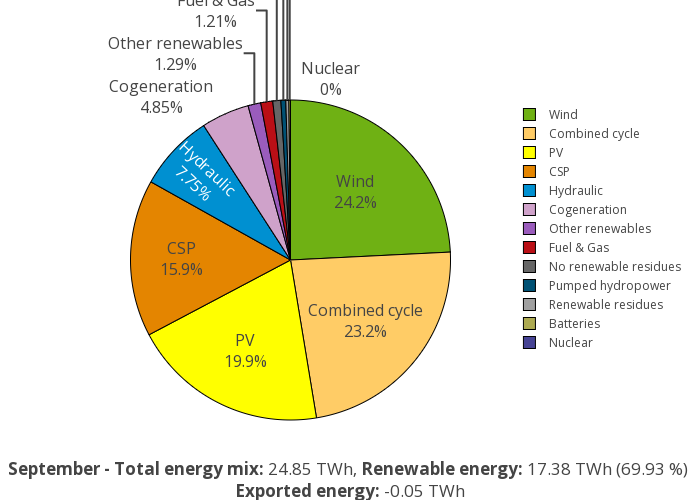 Fuel & Gas
1.21%
Other renewables
1.29%
Cogeneration
4.85%
Nuclear
0%
Hydraulic
7.75%
Wind
24.2%
CSP
15.9%
Combined cycle
23.2%
PV
19.9%
Wind
Combined cycle
PV
CSP
Hydraulic
Cogeneration
Other renewables
Fuel & Gas
No renewable residues
Pumped hydropower
Renewable residues
Batteries
Nuclear
September - Total energy mix: 24.85 TWh, Renewable energy: 17.38 TWh (69.93 %)
Exported energy: -0.05 TWh